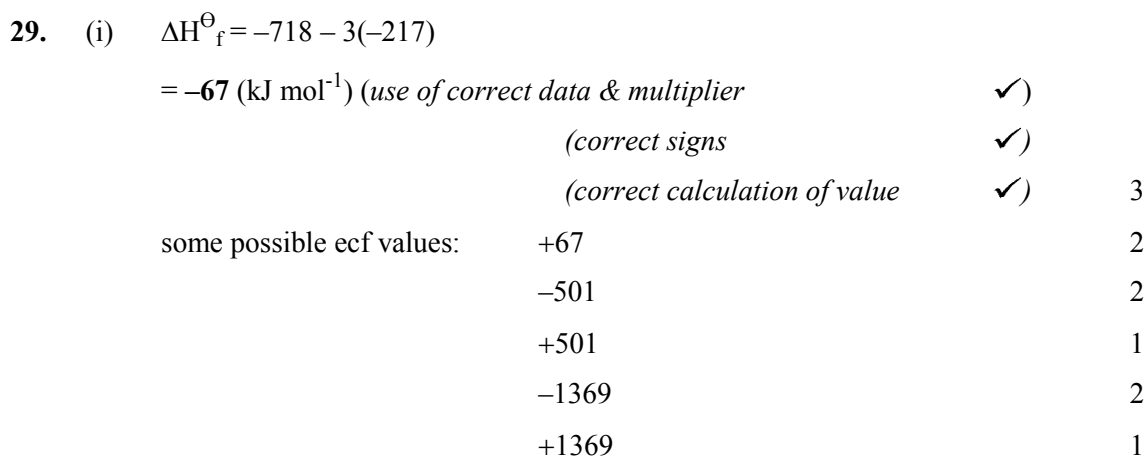 29. (i) ΔH⊖f = –718 – 3(–217)
= –67 (kJ mol-1) (use of correct data & multiplier ✓)
(correct signs ✓)
(correct calculation of value ✓) 3
some possible ecf values: +67 2
–501 2
+501 1
–1369 2
+1369 1